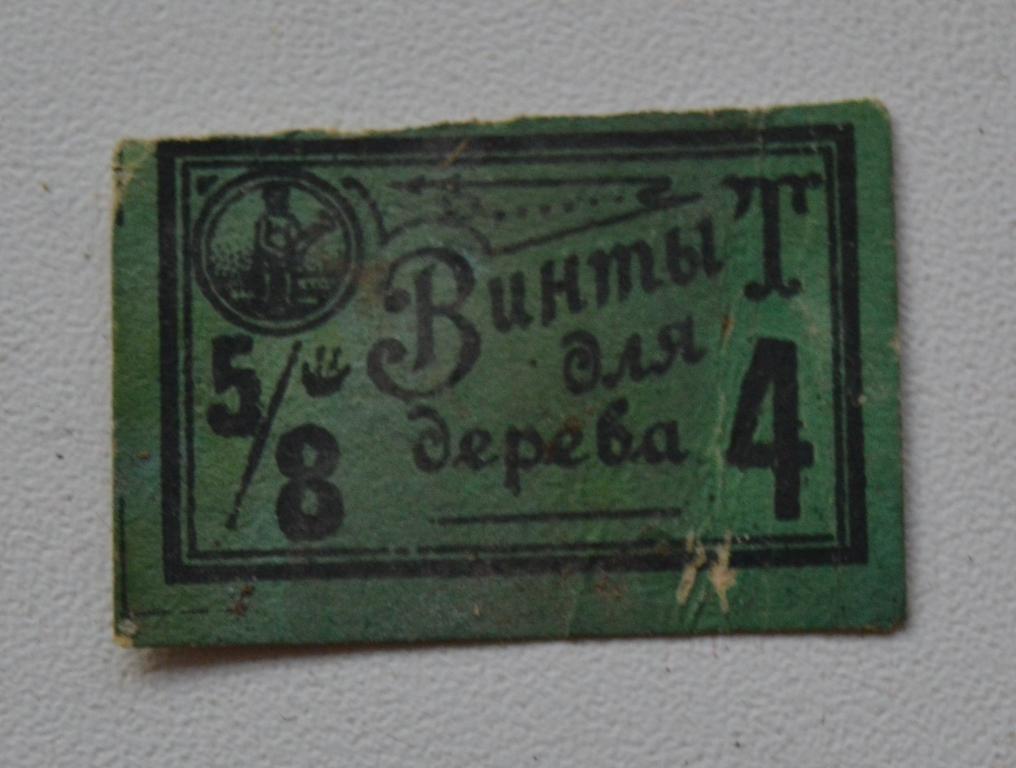 Винты Т
для
дерева
5/8" 4